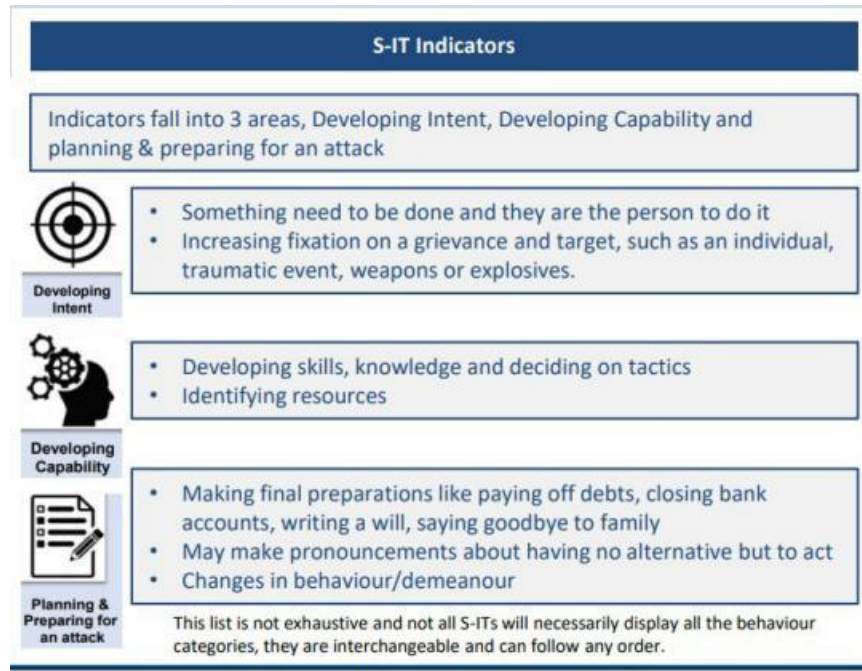 S-IT Indicators
Indicators fall into 3 areas, Developing Intent, Developing Capability and
planning & preparing for an attack
Developing
Intent
• Something need to be done and they are the person to do it
• Increasing fixation on a grievance and target, such as an individual,
traumatic event, weapons or explosives.
Developing
Capability
• Developing skills, knowledge and deciding on tactics
• Identifying resources
Planning &
Preparing for
an attack
• Making final preparations like paying off debts, closing bank
accounts, writing a will, saying goodbye to family
• May make pronouncements about having no alternative but to act
• Changes in behaviour/demeanour
This list is not exhaustive and not all S-ITs will necessarily display all the behaviour
categories, they are interchangeable and can follow any order.